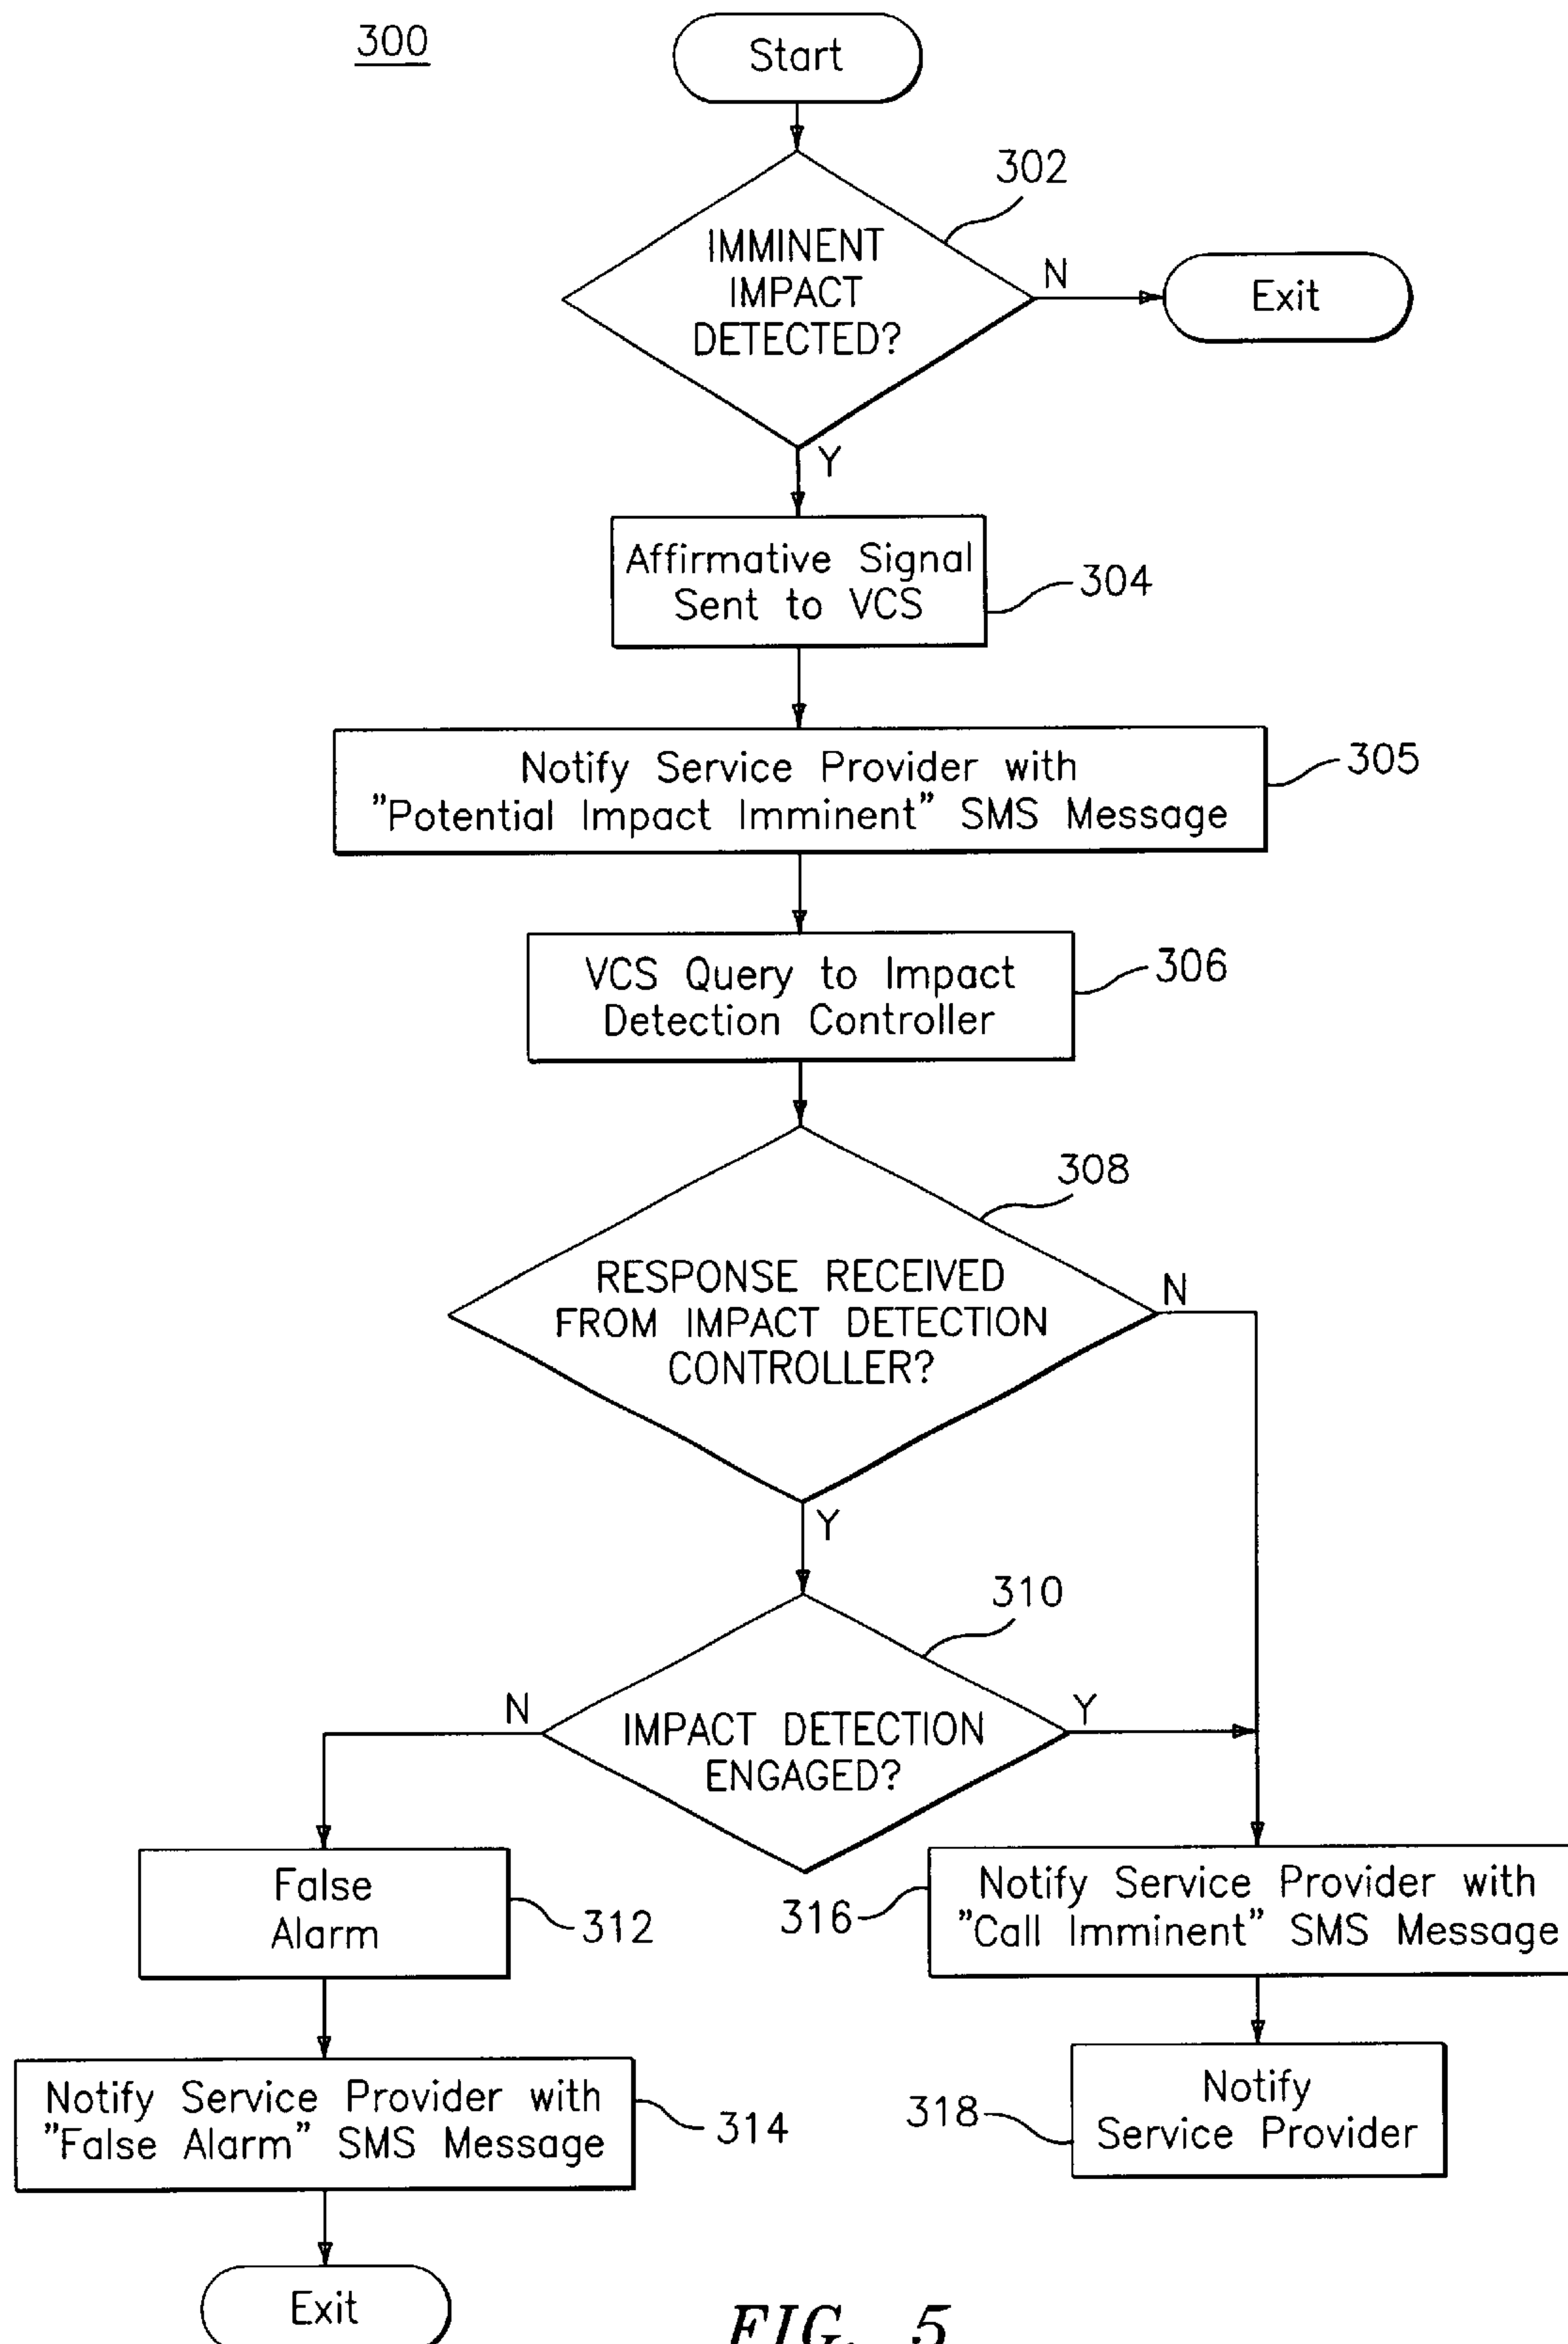 300
Start
302
IMMINENT
IMPACT
DETECTED?
N
Exit
Y
Affirmative Signal
Sent to VCS
304
Notify Service Provider with
"Potential Impact Imminent" SMS Message
305
VCS Query to Impact
Detection Controller
306
308
RESPONSE RECEIVED
FROM IMPACT DETECTION
CONTROLLER?
N
Y
310
N
IMPACT DETECTION
ENGAGED?
Y
False
Alarm
312
316
Notify Service Provider with
"Call Imminent" SMS Message
Notify Service Provider with
"False Alarm" SMS Message
314
318
Notify
Service Provider
Exit
FIG. 5